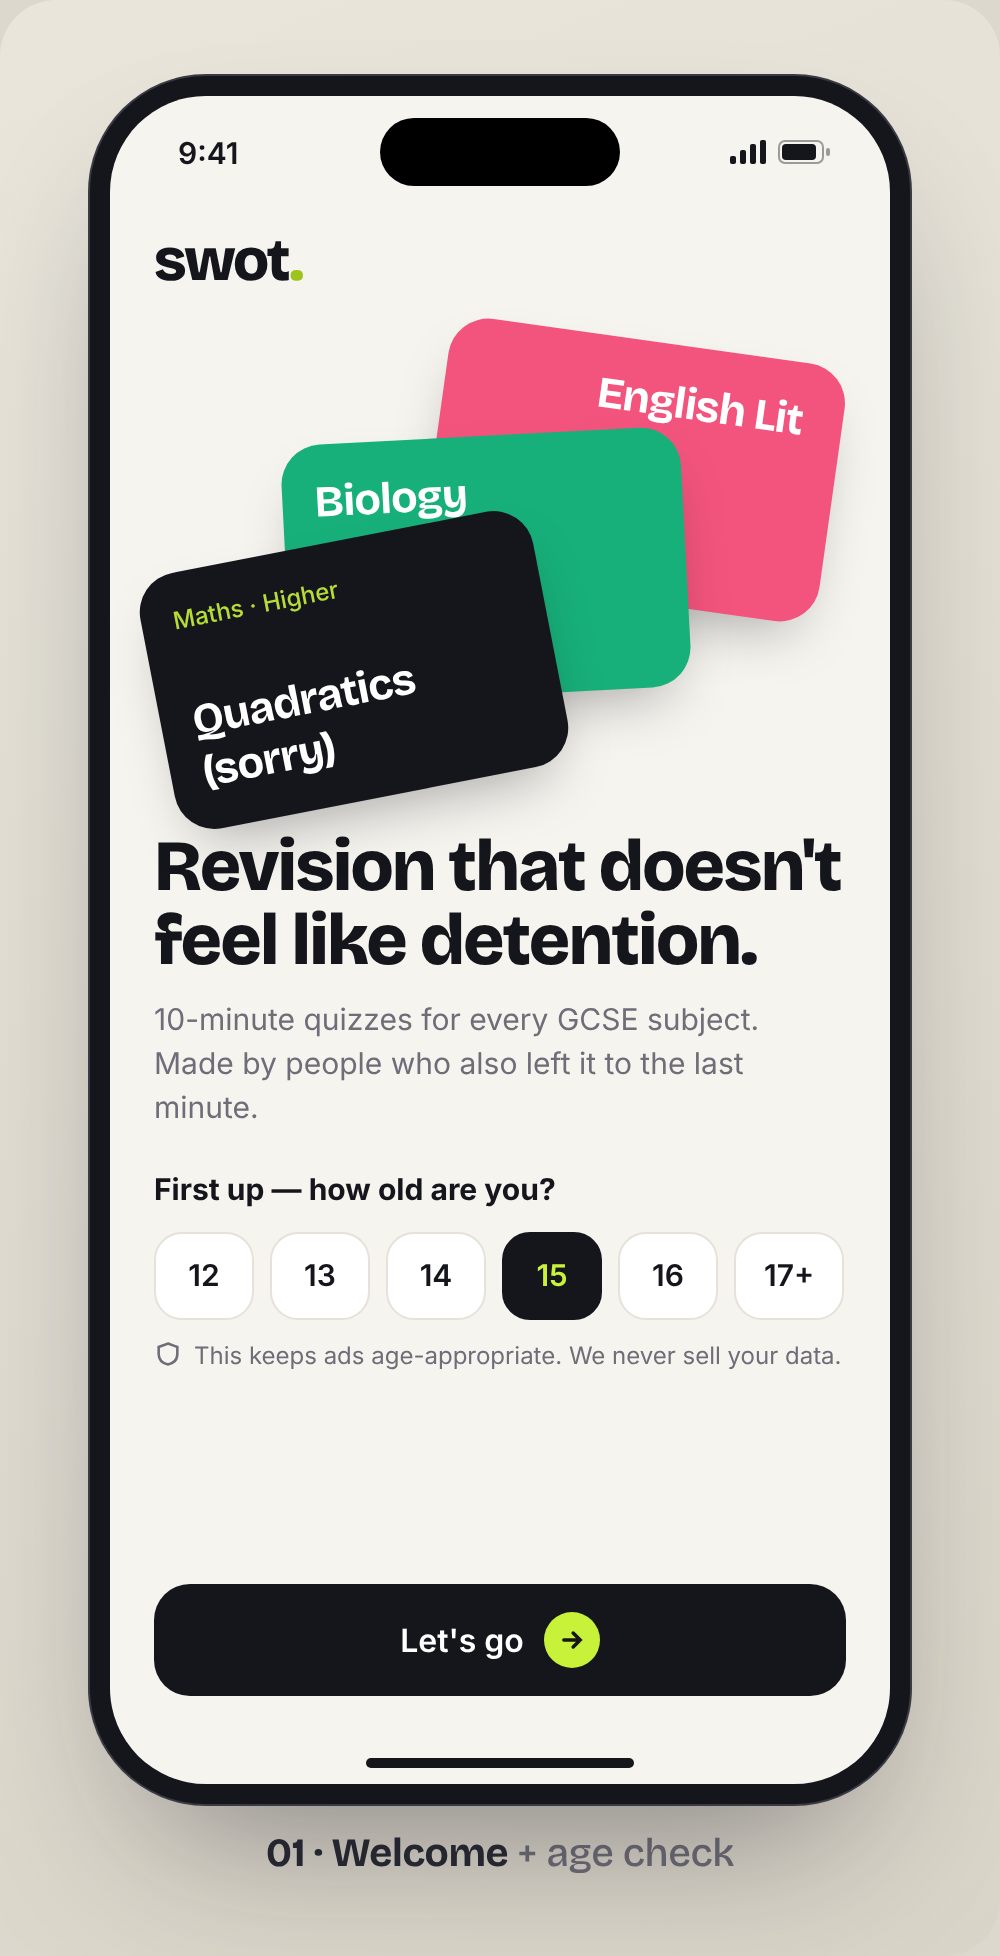 9:41
swot.
English Lit
Biology
Maths · Higher
Quadratics
(sorry)
Revision that doesn't
feel like detention.
10-minute quizzes for every GCSE subject.
Made by people who also left it to the last
minute.
First up — how old are you?
12 13 14 15 16 17+
This keeps ads age-appropriate. We never sell your data.
Let's go
01 · Welcome + age check